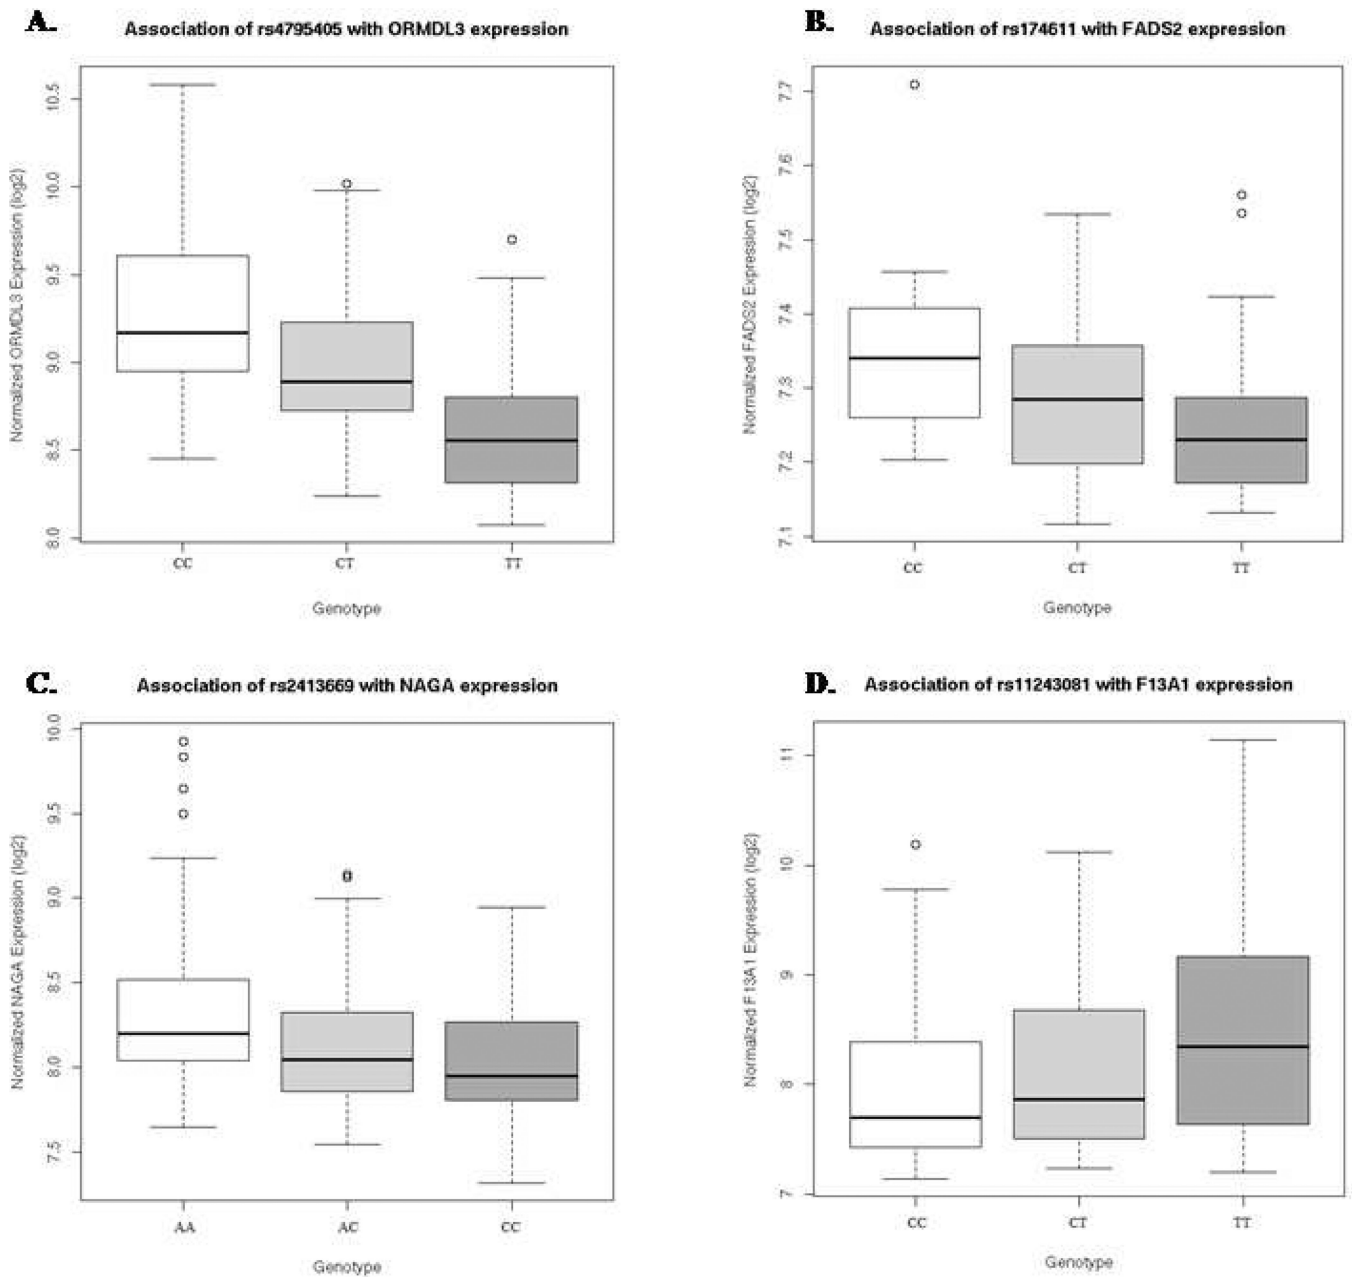 A. Association of rs4795405 with ORMDL3 expression
Normalized ORMDL3 Expression (log2)
10.5
10.0
9.5
9.0
8.5
8.0
CC CT TT
Genotype
B. Association of rs174611 with FADS2 expression
Normalized FADS2 Expression (log2)
7.7
7.6
7.5
7.4
7.3
7.2
7.1
CC CT TT
Genotype
C. Association of rs2413669 with NAGA expression
Normalized NAGA Expression (log2)
10.0
9.5
9.0
8.5
8.0
7.5
AA AC CC
Genotype
D. Association of rs11243081 with F13A1 expression
Normalized F13A1 Expression (log2)
11
10
9
8
7
CC CT TT
Genotype